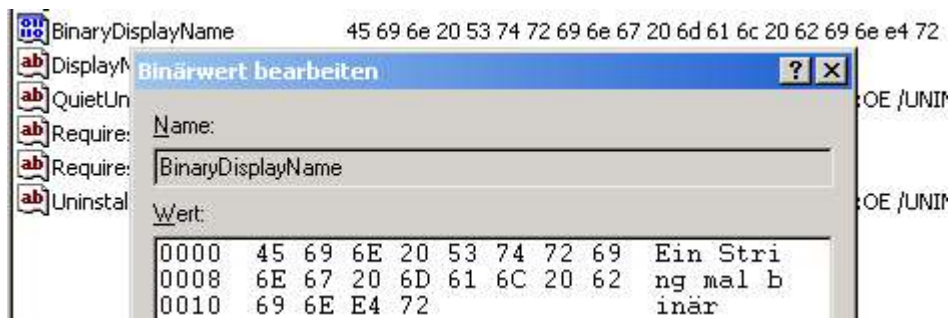 BinaryDisplayName 45 69 6e 20 53 74 72 69 6e 67 20 6d 61 6c 20 62 69 6e e4 72
Binärwert bearbeiten
Name:
BinaryDisplayName
Wert:
0000 45 69 6E 20 53 74 72 69 Ein Stri
0008 6E 67 20 6D 61 6C 20 62 ng mal b
0010 69 6E E4 72 inär